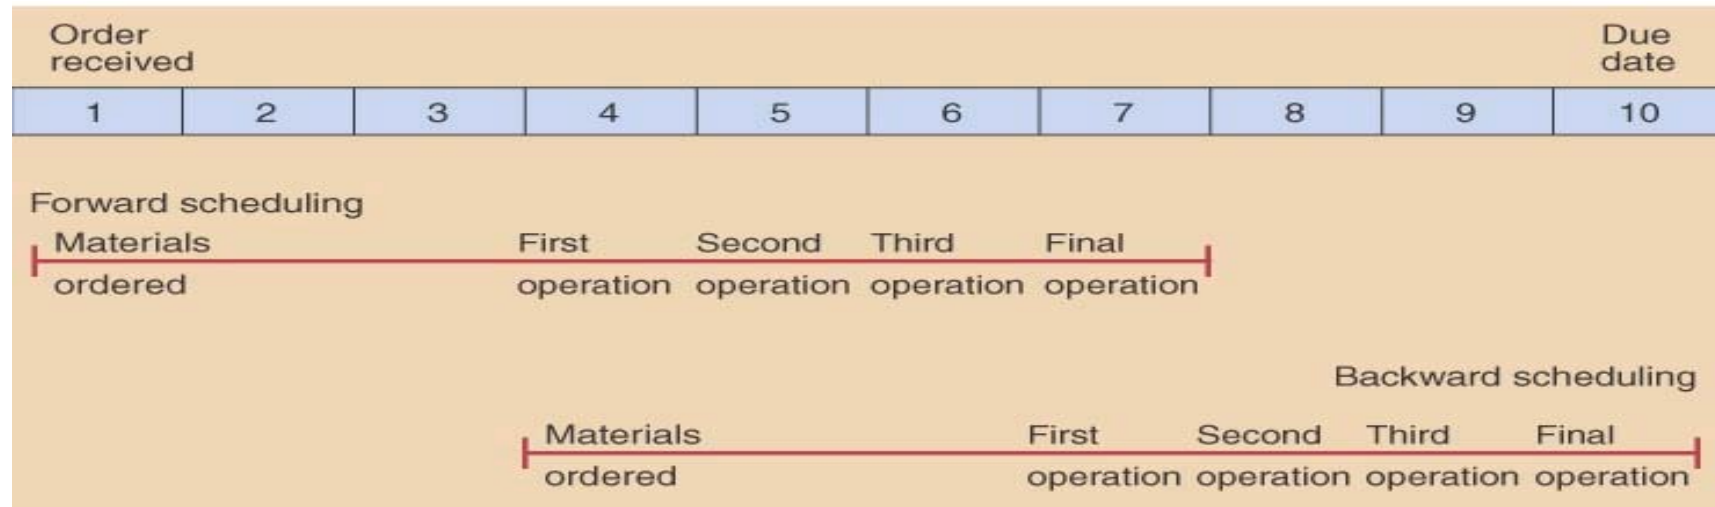 Order Due
received date
1 2 3 4 5 6 7 8 9 10
Forward scheduling
Materials First Second Third Final
ordered operation operation operation operation
Backward scheduling
Materials First Second Third Final
ordered operation operation operation operation